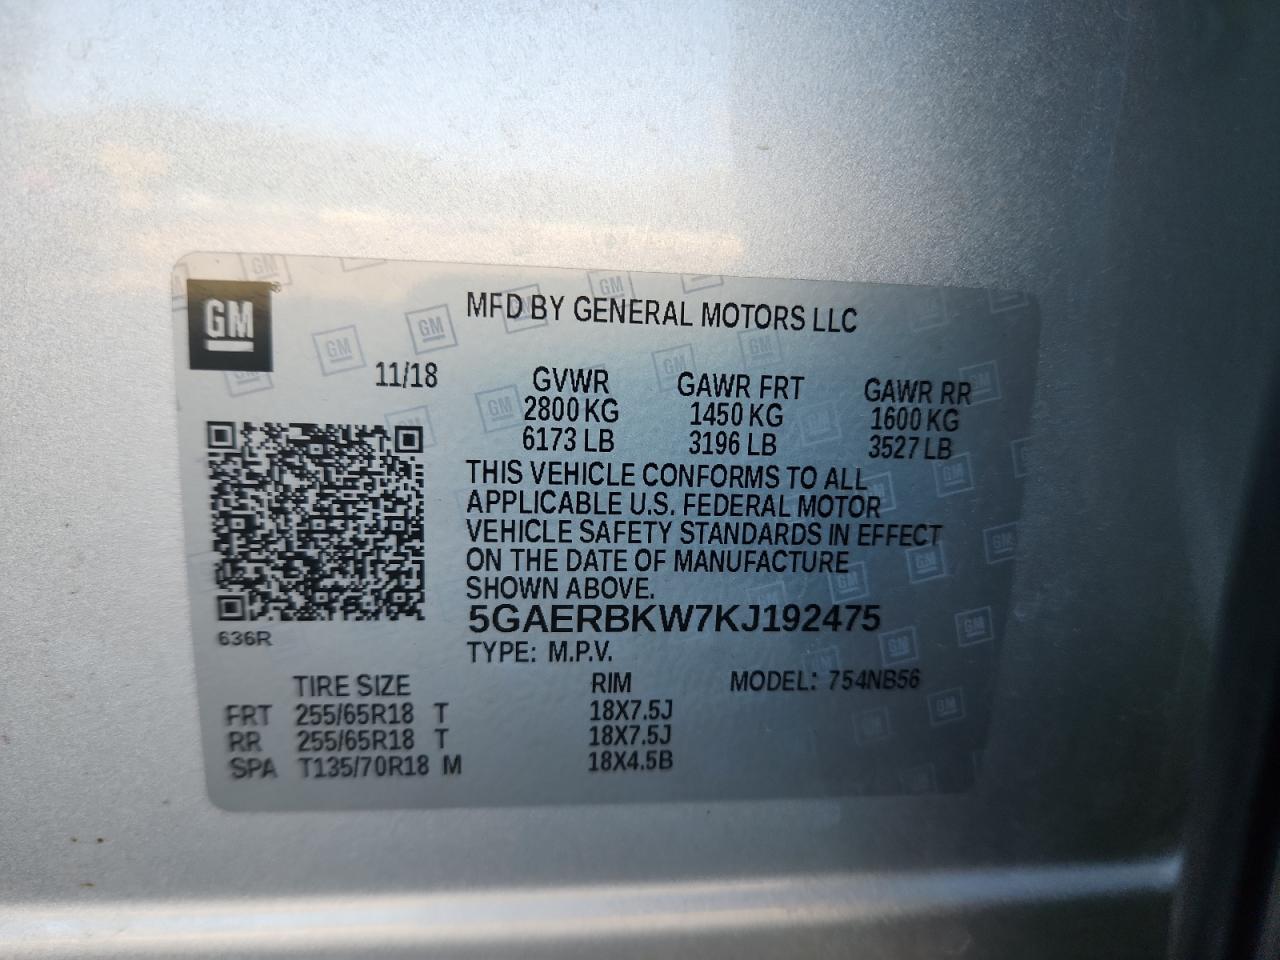 GM
MFD BY GENERAL MOTORS LLC
11/18 GVWR GAWR FRT GAWR RR
2800 KG 1450 KG 1600 KG
6173 LB 3196 LB 3527 LB
THIS VEHICLE CONFORMS TO ALL
APPLICABLE U.S. FEDERAL MOTOR
VEHICLE SAFETY STANDARDS IN EFFECT
ON THE DATE OF MANUFACTURE
SHOWN ABOVE.
5GAERBKW7KJ192475
636R
TYPE: M.P.V.
TIRE SIZE RIM MODEL: 754NB56
FRT 255/65R18 T 18X7.5J
RR 255/65R18 T 18X7.5J
SPA T135/70R18 M 18X4.5B